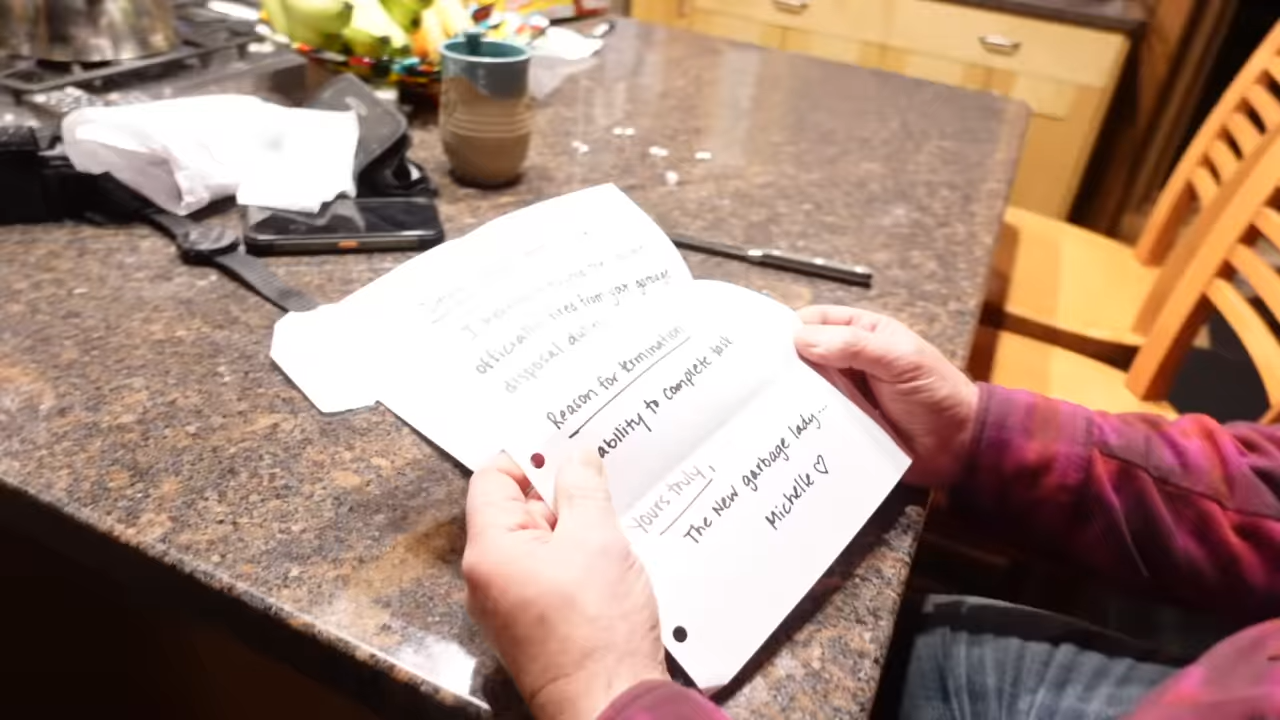 I
officially fired from your garbage
disposal duties
Reason for termination
ability to complete task
Yours truly,
The New garbage lady...
Michelle ♡